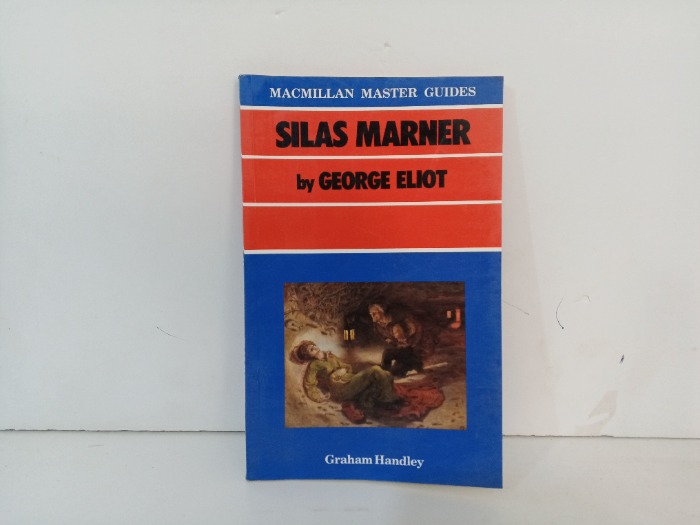 MACMILLAN MASTER GUIDES
SILAS MARNER
by GEORGE ELIOT
Graham Handley